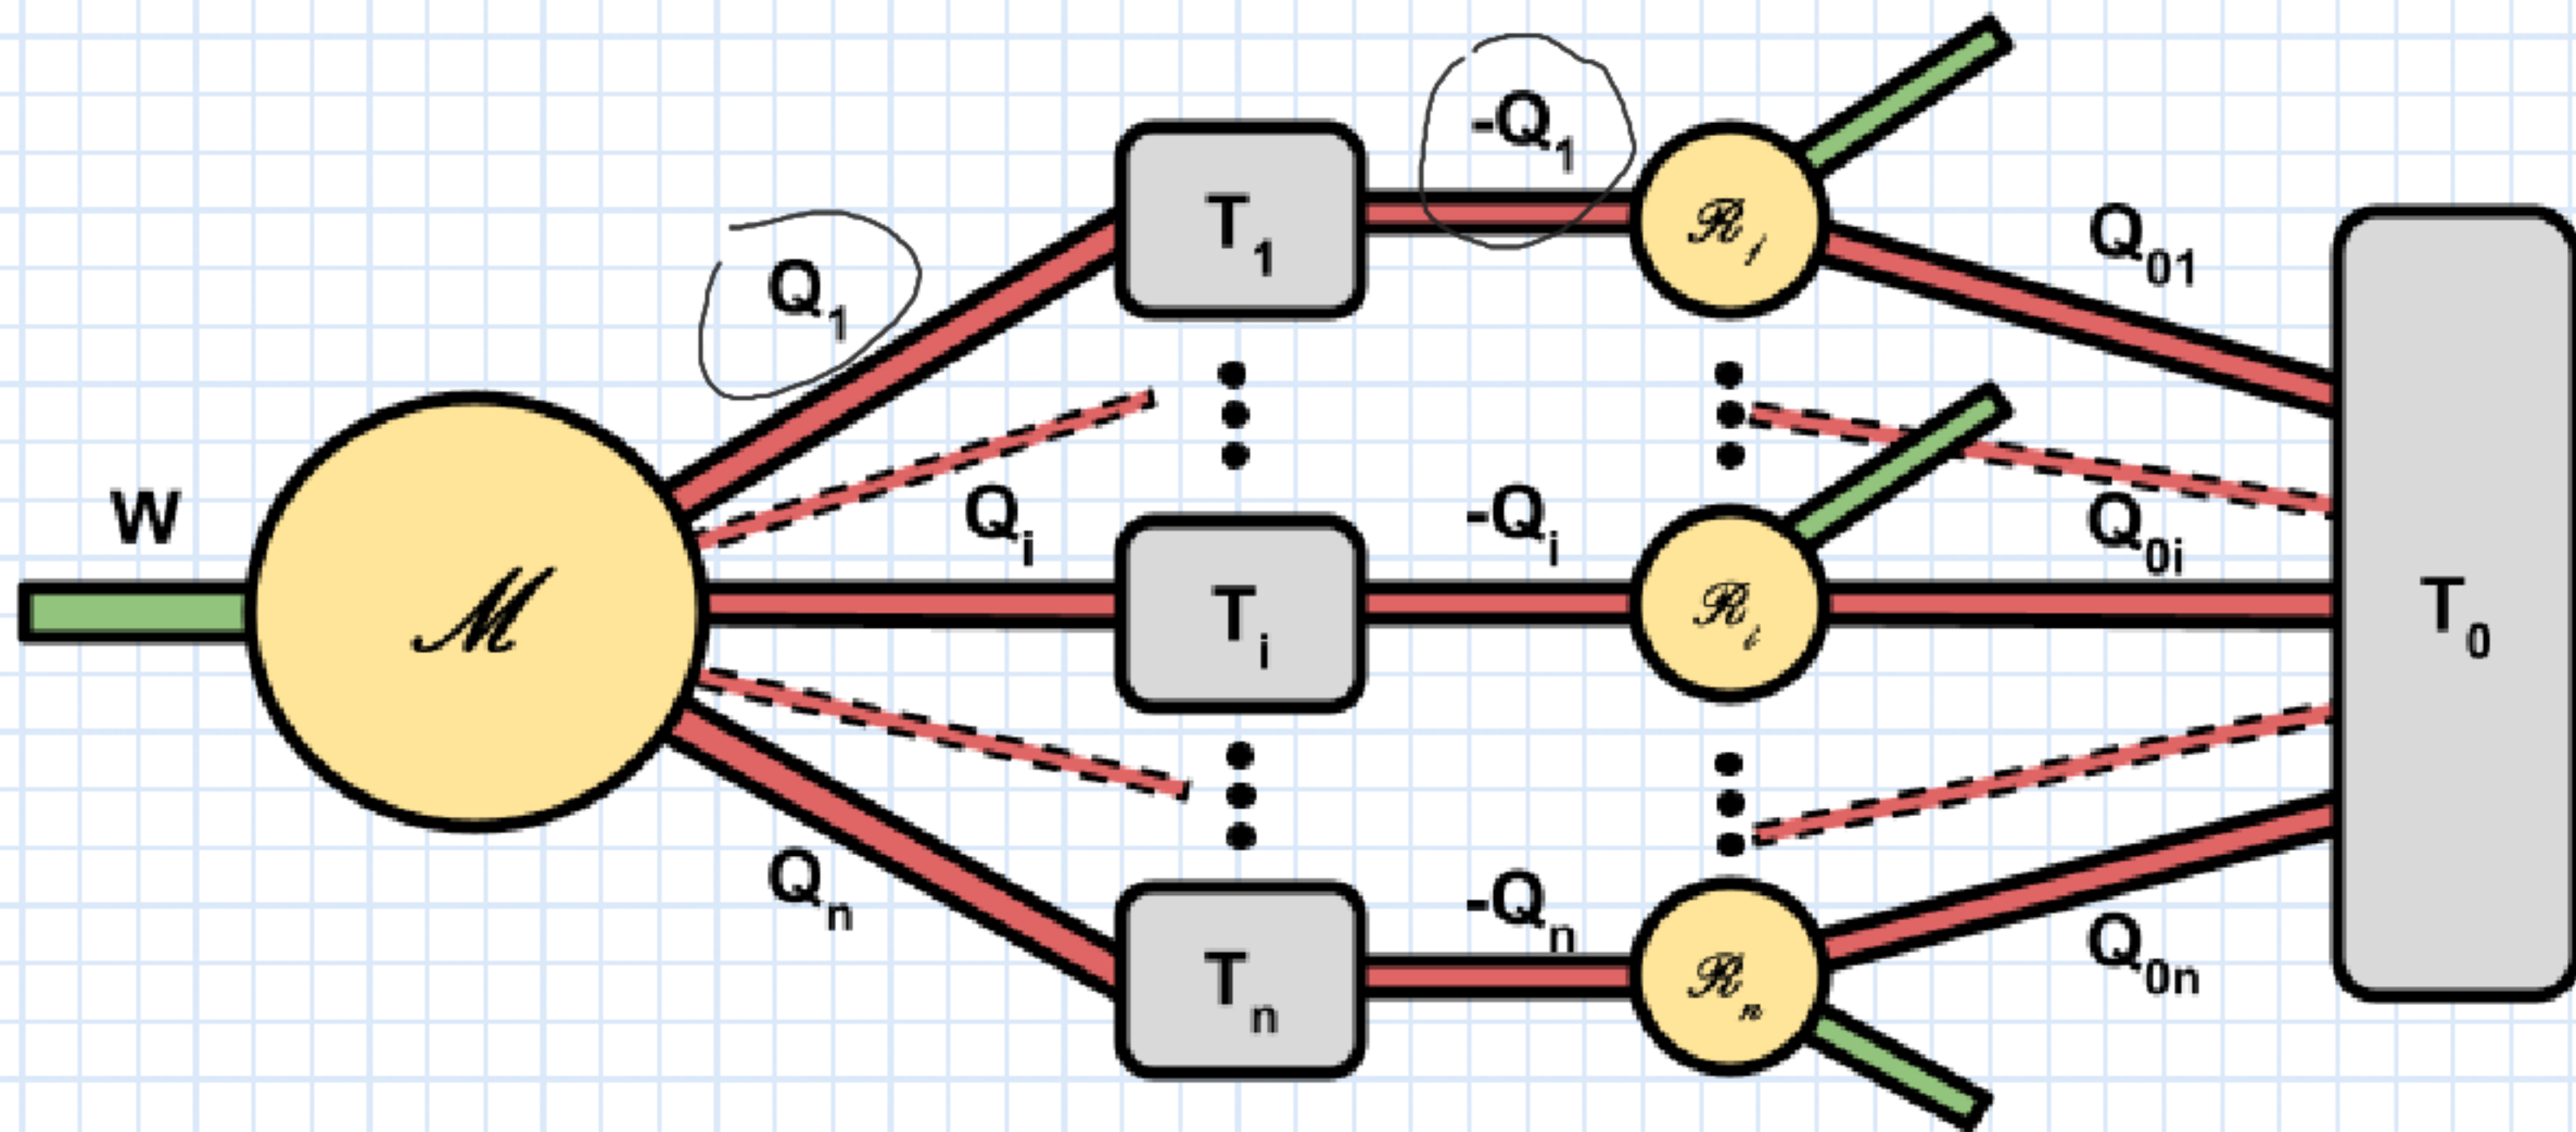 W
ℳ
Q₁
Qᵢ
Qₙ
T₁
Tᵢ
Tₙ
-Q₁
-Qᵢ
-Qₙ
ℛ₁
ℛᵢ
ℛₙ
Q₀₁
Q₀ᵢ
Q₀ₙ
T₀